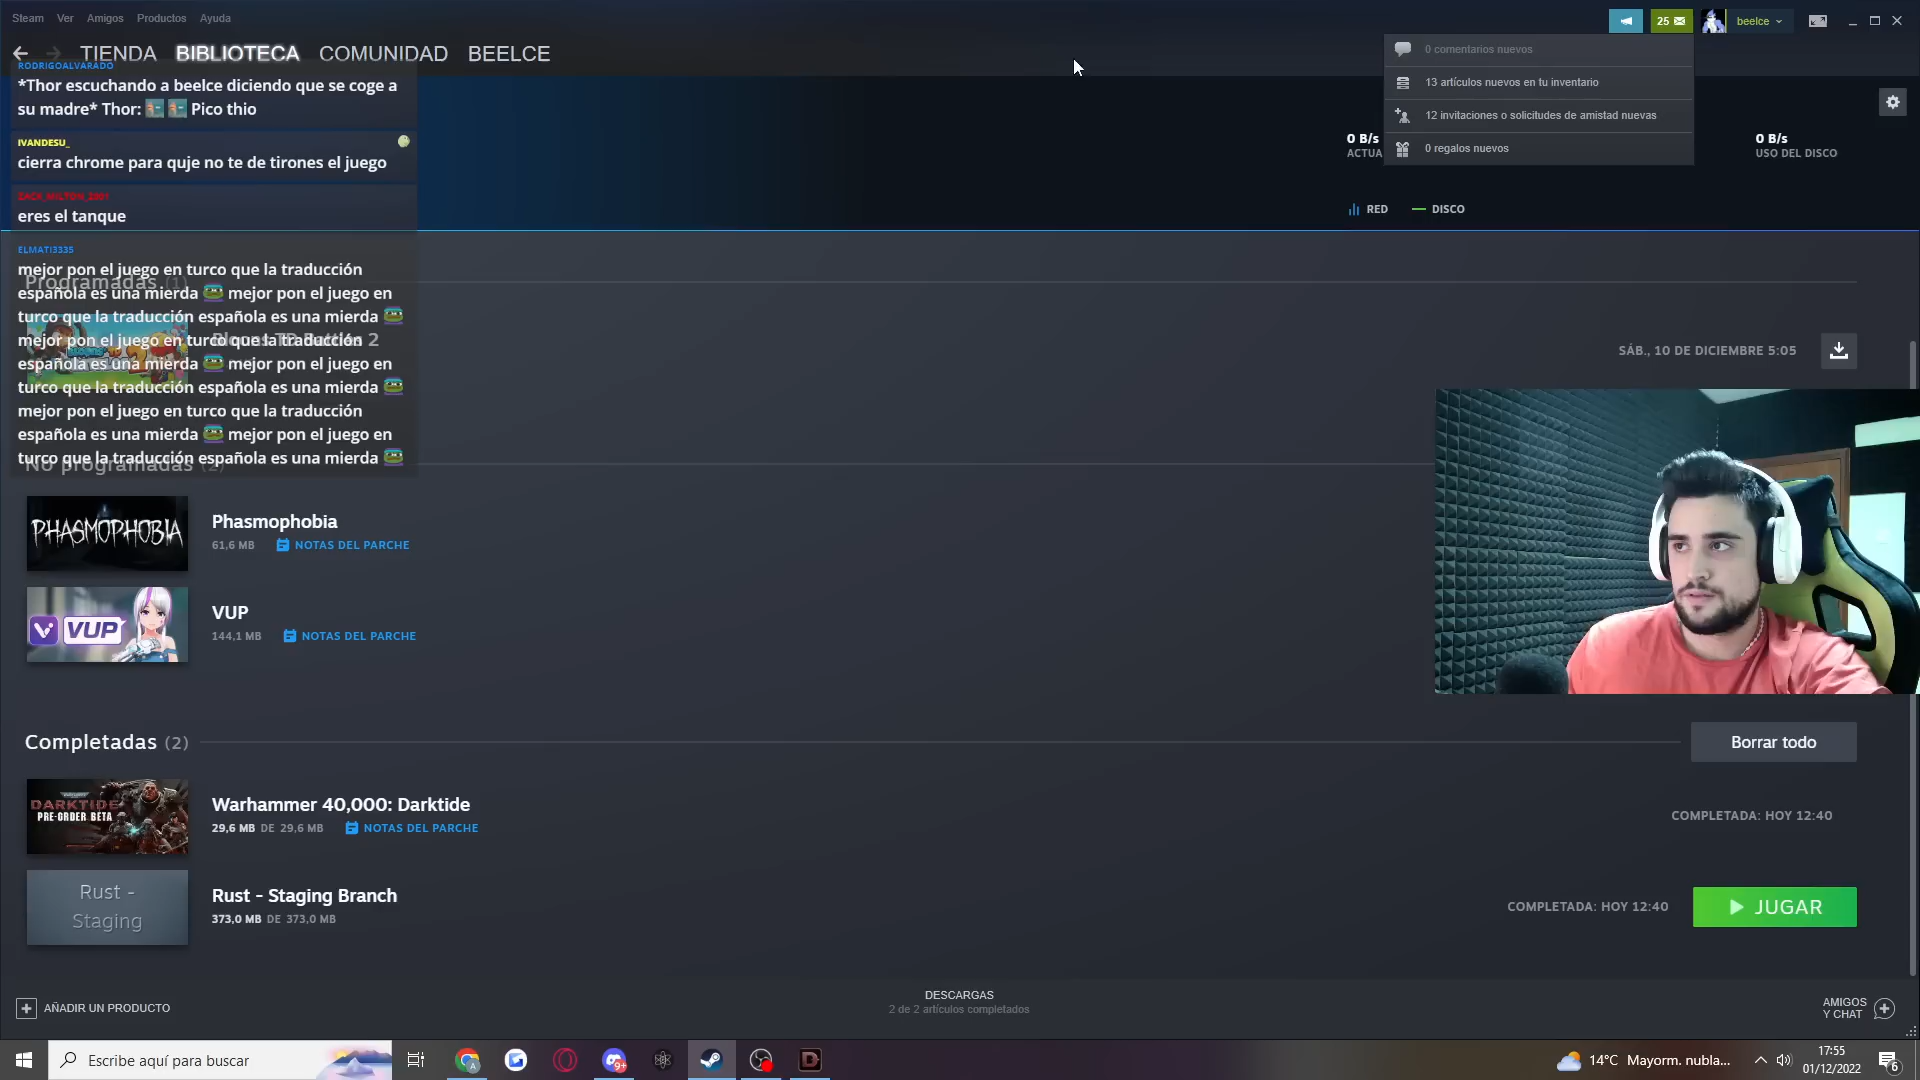 Steam Ver Amigos Productos Ayuda
25
beelce
TIENDA BIBLIOTECA COMUNIDAD BEELCE
0 comentarios nuevos
13 artículos nuevos en tu inventario
12 invitaciones o solicitudes de amistad nuevas
0 regalos nuevos
RODRIGOALVARADO
*Thor escuchando a beelce diciendo que se coge a
su madre* Thor: Pico thio
IVANDESU_
cierra chrome para quje no te de tirones el juego
ZACK_MILTON_2001
eres el tanque
ELMATI3335
mejor pon el juego en turco que la traducción
española es una mierda mejor pon el juego en
turco que la traducción española es una mierda
mejor pon el juego en turco que la traducción
española es una mierda mejor pon el juego en
turco que la traducción española es una mierda
mejor pon el juego en turco que la traducción
española es una mierda mejor pon el juego en
turco que la traducción española es una mierda
0 B/s
ACTUA
0 B/s
USO DEL DISCO
RED DISCO
Programadas (1)
Bloons TD Battles 2
SÁB., 10 DE DICIEMBRE 5:05
No programadas (2)
PHASMOPHOBIA
Phasmophobia
61,6 MB NOTAS DEL PARCHE
VUP
VUP
144,1 MB NOTAS DEL PARCHE
Completadas (2)
Borrar todo
DARKTIDE
PRE-ORDER BETA
Warhammer 40,000: Darktide
29,6 MB DE 29,6 MB NOTAS DEL PARCHE
COMPLETADA: HOY 12:40
Rust -
Staging
Rust - Staging Branch
373,0 MB DE 373,0 MB
COMPLETADA: HOY 12:40
JUGAR
AÑADIR UN PRODUCTO
DESCARGAS
2 de 2 artículos completados
AMIGOS
Y CHAT
Escribe aquí para buscar
9+
14°C Mayorm. nubla...
17:55
01/12/2022
6